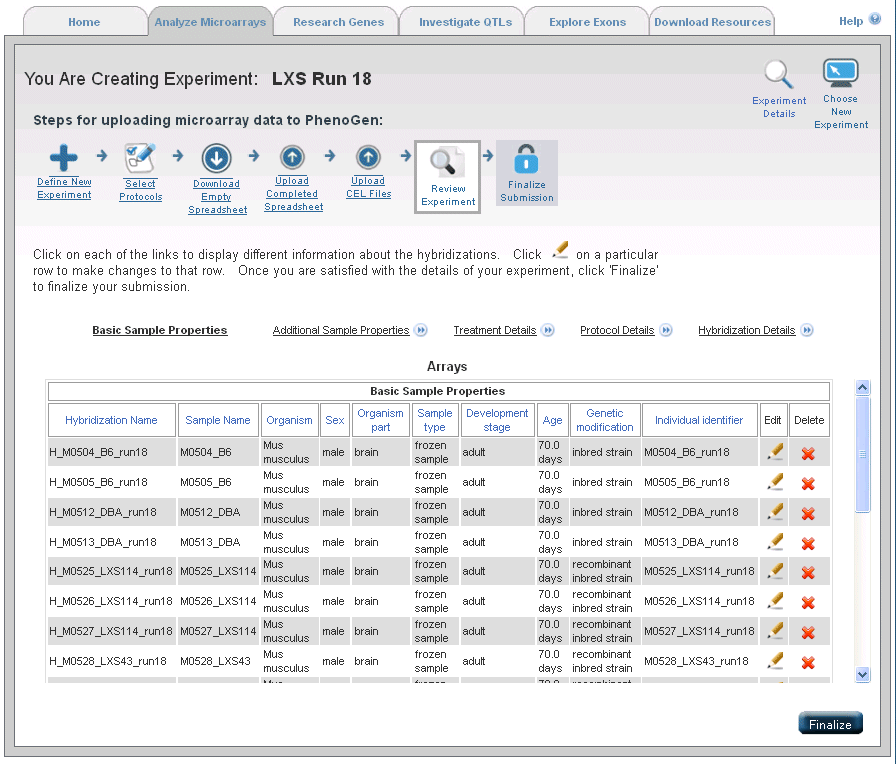 Home Analyze Microarrays Research Genes Investigate QTLs Explore Exons Download Resources Help
You Are Creating Experiment: LXS Run 18
Experiment
Details
Choose
New
Experiment
Steps for uploading microarray data to PhenoGen:
Define New
Experiment
Select
Protocols
Download
Empty
Spreadsheet
Upload
Completed
Spreadsheet
Upload
CEL Files
Review
Experiment
Finalize
Submission
Click on each of the links to display different information about the hybridizations. Click on a particular
row to make changes to that row. Once you are satisfied with the details of your experiment, click 'Finalize'
to finalize your submission.
Basic Sample Properties Additional Sample Properties Treatment Details Protocol Details Hybridization Details
Arrays
Basic Sample Properties
Hybridization Name Sample Name Organism Sex Organism part Sample type Development stage Age Genetic modification Individual identifier Edit Delete
H_M0504_B6_run18 M0504_B6 Mus musculus male brain frozen sample adult 70.0 days inbred strain M0504_B6_run18
H_M0505_B6_run18 M0505_B6 Mus musculus male brain frozen sample adult 70.0 days inbred strain M0505_B6_run18
H_M0512_DBA_run18 M0512_DBA Mus musculus male brain frozen sample adult 70.0 days inbred strain M0512_DBA_run18
H_M0513_DBA_run18 M0513_DBA Mus musculus male brain frozen sample adult 70.0 days inbred strain M0513_DBA_run18
H_M0525_LXS114_run18 M0525_LXS114 Mus musculus male brain frozen sample adult 70.0 days recombinant inbred strain M0525_LXS114_run18
H_M0526_LXS114_run18 M0526_LXS114 Mus musculus male brain frozen sample adult 70.0 days recombinant inbred strain M0526_LXS114_run18
H_M0527_LXS114_run18 M0527_LXS114 Mus musculus male brain frozen sample adult 70.0 days recombinant inbred strain M0527_LXS114_run18
H_M0528_LXS43_run18 M0528_LXS43 Mus musculus male brain frozen sample adult 70.0 days recombinant inbred strain M0528_LXS43_run18
Finalize